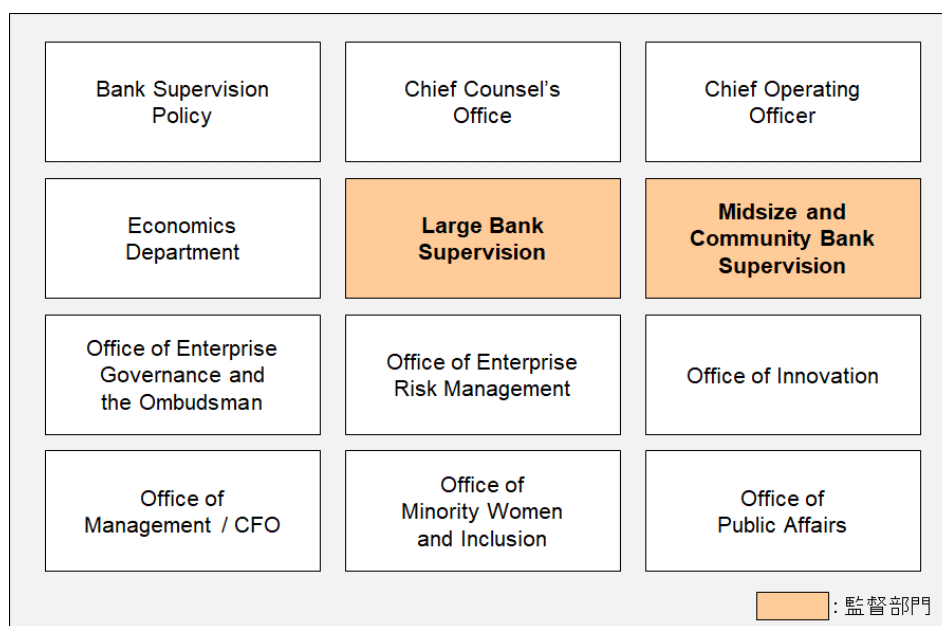 Bank Supervision
Policy
Chief Counsel's
Office
Chief Operating
Officer
Economics
Department
Large Bank
Supervision
Midsize and
Community Bank
Supervision
Office of Enterprise
Governance and
the Ombudsman
Office of Enterprise
Risk Management
Office of Innovation
Office of
Management / CFO
Office of
Minority Women
and Inclusion
Office of
Public Affairs
: 監督部門